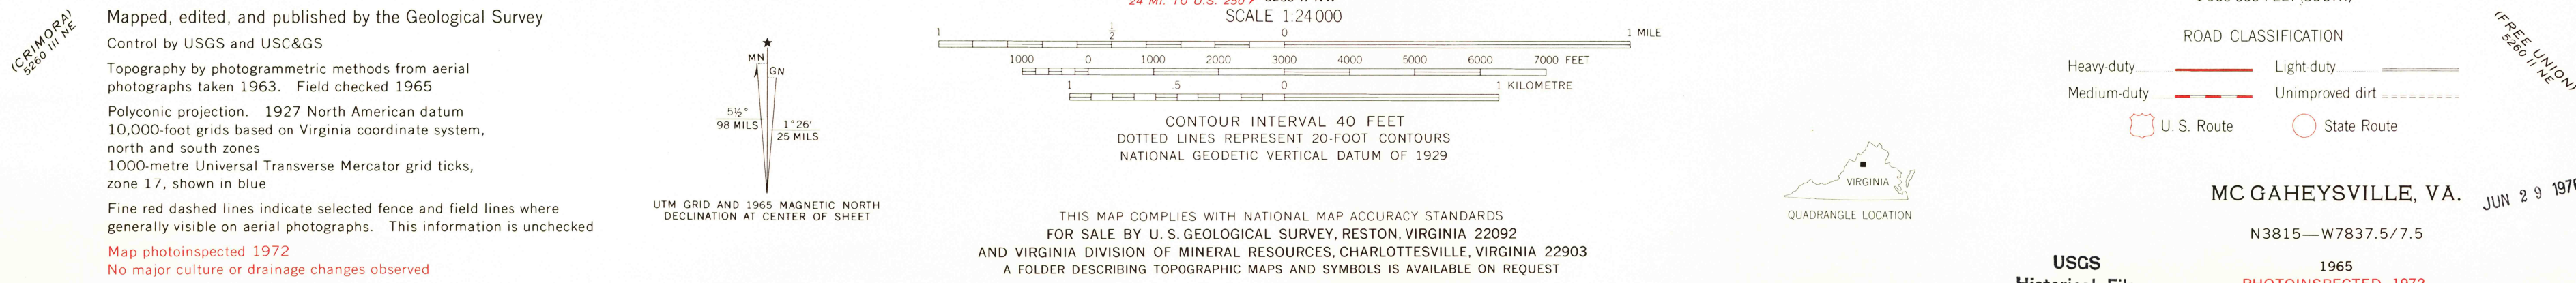 (CRIMORA)
5260 III NE
Mapped, edited, and published by the Geological Survey
Control by USGS and USC&GS
Topography by photogrammetric methods from aerial
photographs taken 1963. Field checked 1965
Polyconic projection. 1927 North American datum
10,000-foot grids based on Virginia coordinate system,
north and south zones
1000-metre Universal Transverse Mercator grid ticks,
zone 17, shown in blue
Fine red dashed lines indicate selected fence and field lines where
generally visible on aerial photographs. This information is unchecked
Map photoinspected 1972
No major culture or drainage changes observed
★
MN
GN
5½°
98 MILS
1°26′
25 MILS
UTM GRID AND 1965 MAGNETIC NORTH
DECLINATION AT CENTER OF SHEET
24 MI. TO U.S. 250
SCALE 1:24 000
1 ½ 0 1 MILE
1000 0 1000 2000 3000 4000 5000 6000 7000 FEET
1 .5 0 1 KILOMETRE
CONTOUR INTERVAL 40 FEET
DOTTED LINES REPRESENT 20-FOOT CONTOURS
NATIONAL GEODETIC VERTICAL DATUM OF 1929
THIS MAP COMPLIES WITH NATIONAL MAP ACCURACY STANDARDS
FOR SALE BY U. S. GEOLOGICAL SURVEY, RESTON, VIRGINIA 22092
AND VIRGINIA DIVISION OF MINERAL RESOURCES, CHARLOTTESVILLE, VIRGINIA 22903
A FOLDER DESCRIBING TOPOGRAPHIC MAPS AND SYMBOLS IS AVAILABLE ON REQUEST
VIRGINIA
QUADRANGLE LOCATION
ROAD CLASSIFICATION
Heavy-duty Light-duty
Medium-duty Unimproved dirt
U. S. Route State Route
(FREE UNION)
5260 II NE
MC GAHEYSVILLE, VA.
JUN 29 197
N3815—W7837.5/7.5
USGS
1965
PHOTOINSPECTED 1972